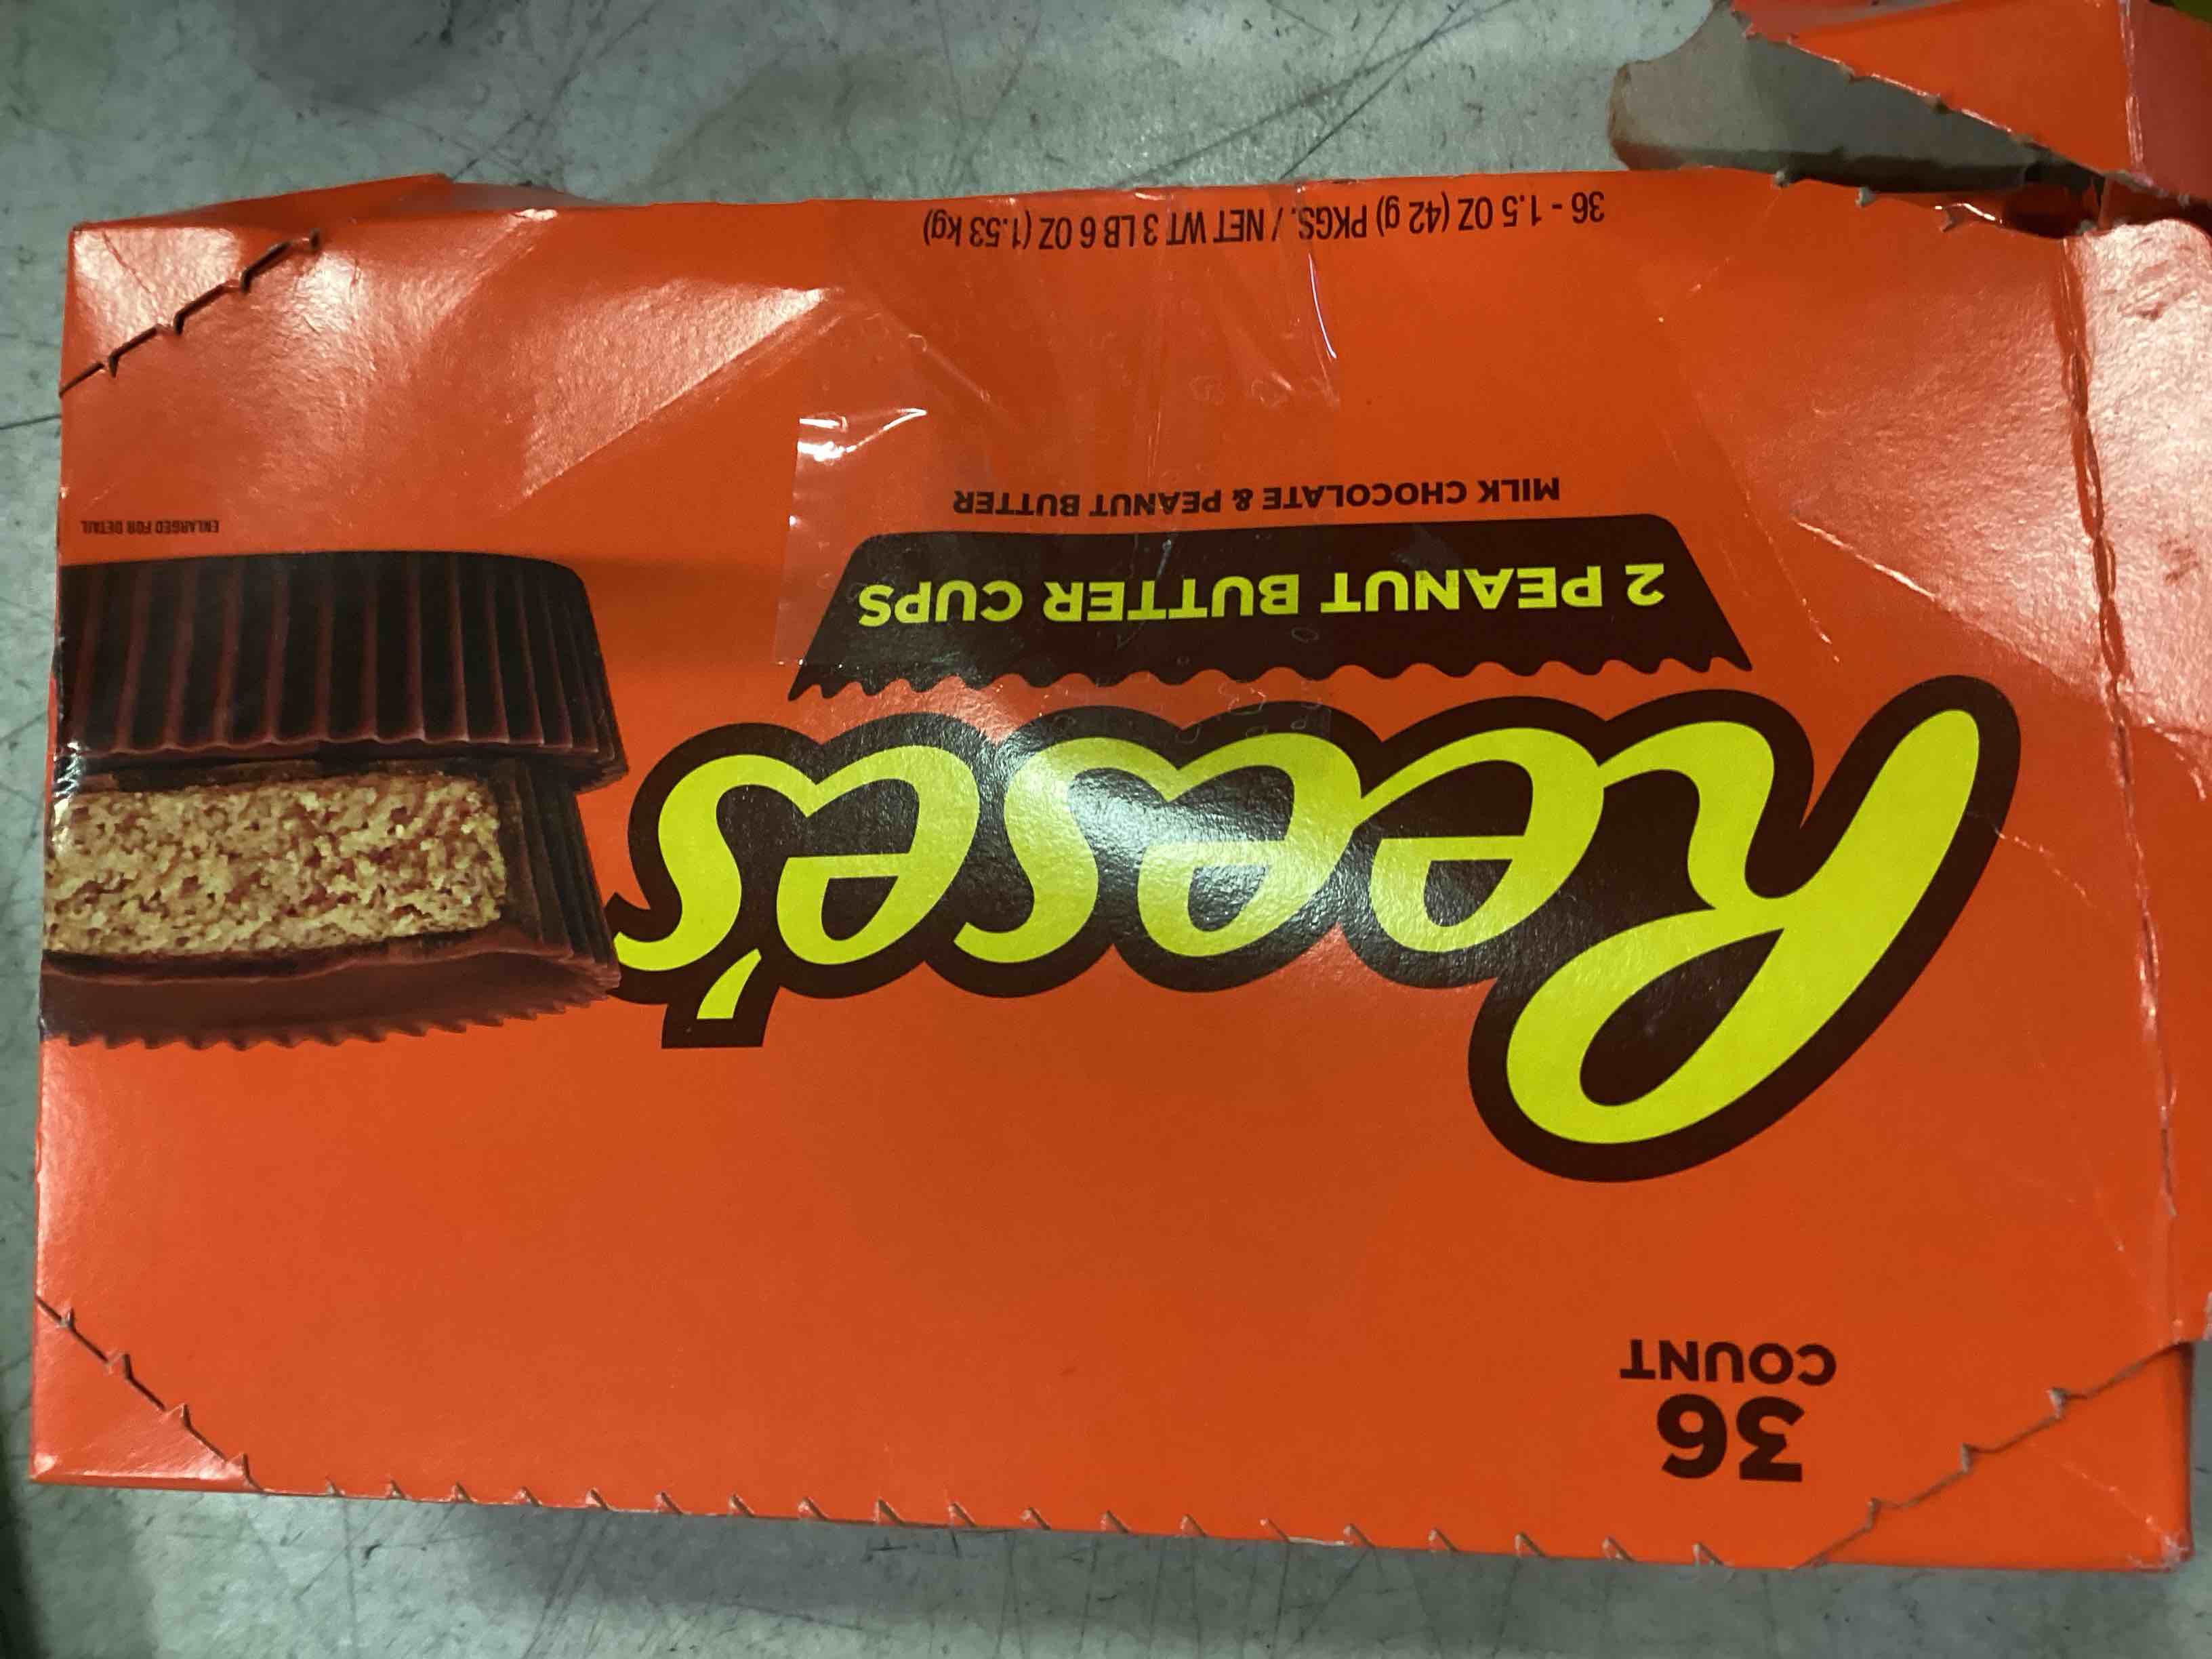 36
COUNT
Reese's
2 PEANUT BUTTER CUPS
MILK CHOCOLATE & PEANUT BUTTER
ENLARGED FOR DETAIL
36 - 1.5 OZ (42 g) PKGS. / NET WT 3 LB 6 OZ (1.53 kg)